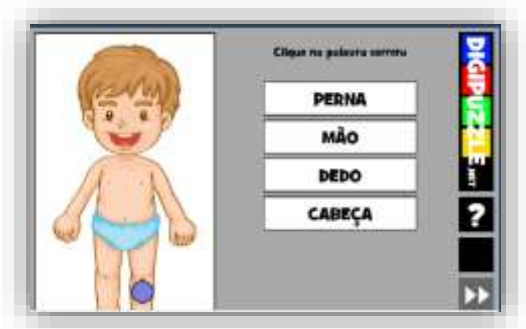 Clique na palavra correta
PERNA
MÃO
DEDO
CABEÇA
DIGIPUZZLE.NET
?